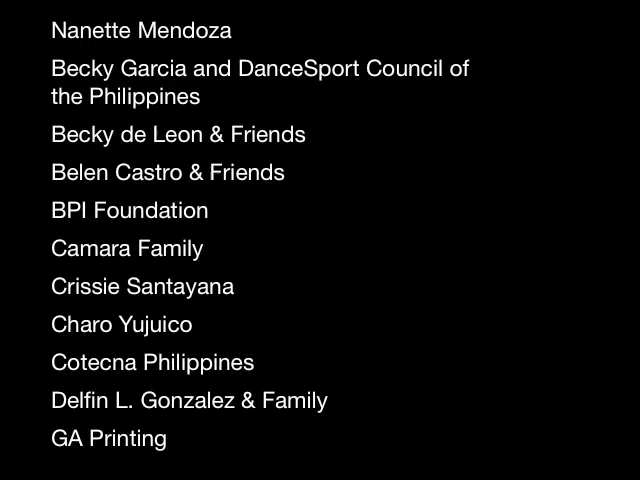 Nanette Mendoza
Becky Garcia and DanceSport Council of
the Philippines
Becky de Leon & Friends
Belen Castro & Friends
BPI Foundation
Camara Family
Crissie Santayana
Charo Yujuico
Cotecna Philippines
Delfin L. Gonzalez & Family
GA Printing